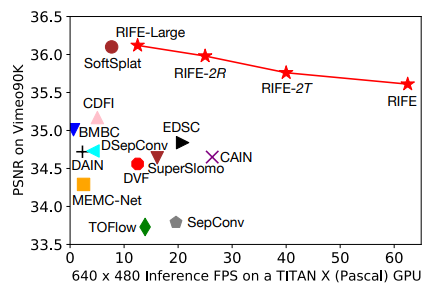 36.5
36.0
35.5
35.0
34.5
34.0
33.5
PSNR on Vimeo90K
RIFE-Large
SoftSplat
RIFE-2R
RIFE-2T
RIFE
CDFI
BMBC
EDSC
DSepConv
DAIN
SuperSlomo
CAIN
DVF
MEMC-Net
TOFlow
SepConv
0 10 20 30 40 50 60
640 x 480 Inference FPS on a TITAN X (Pascal) GPU